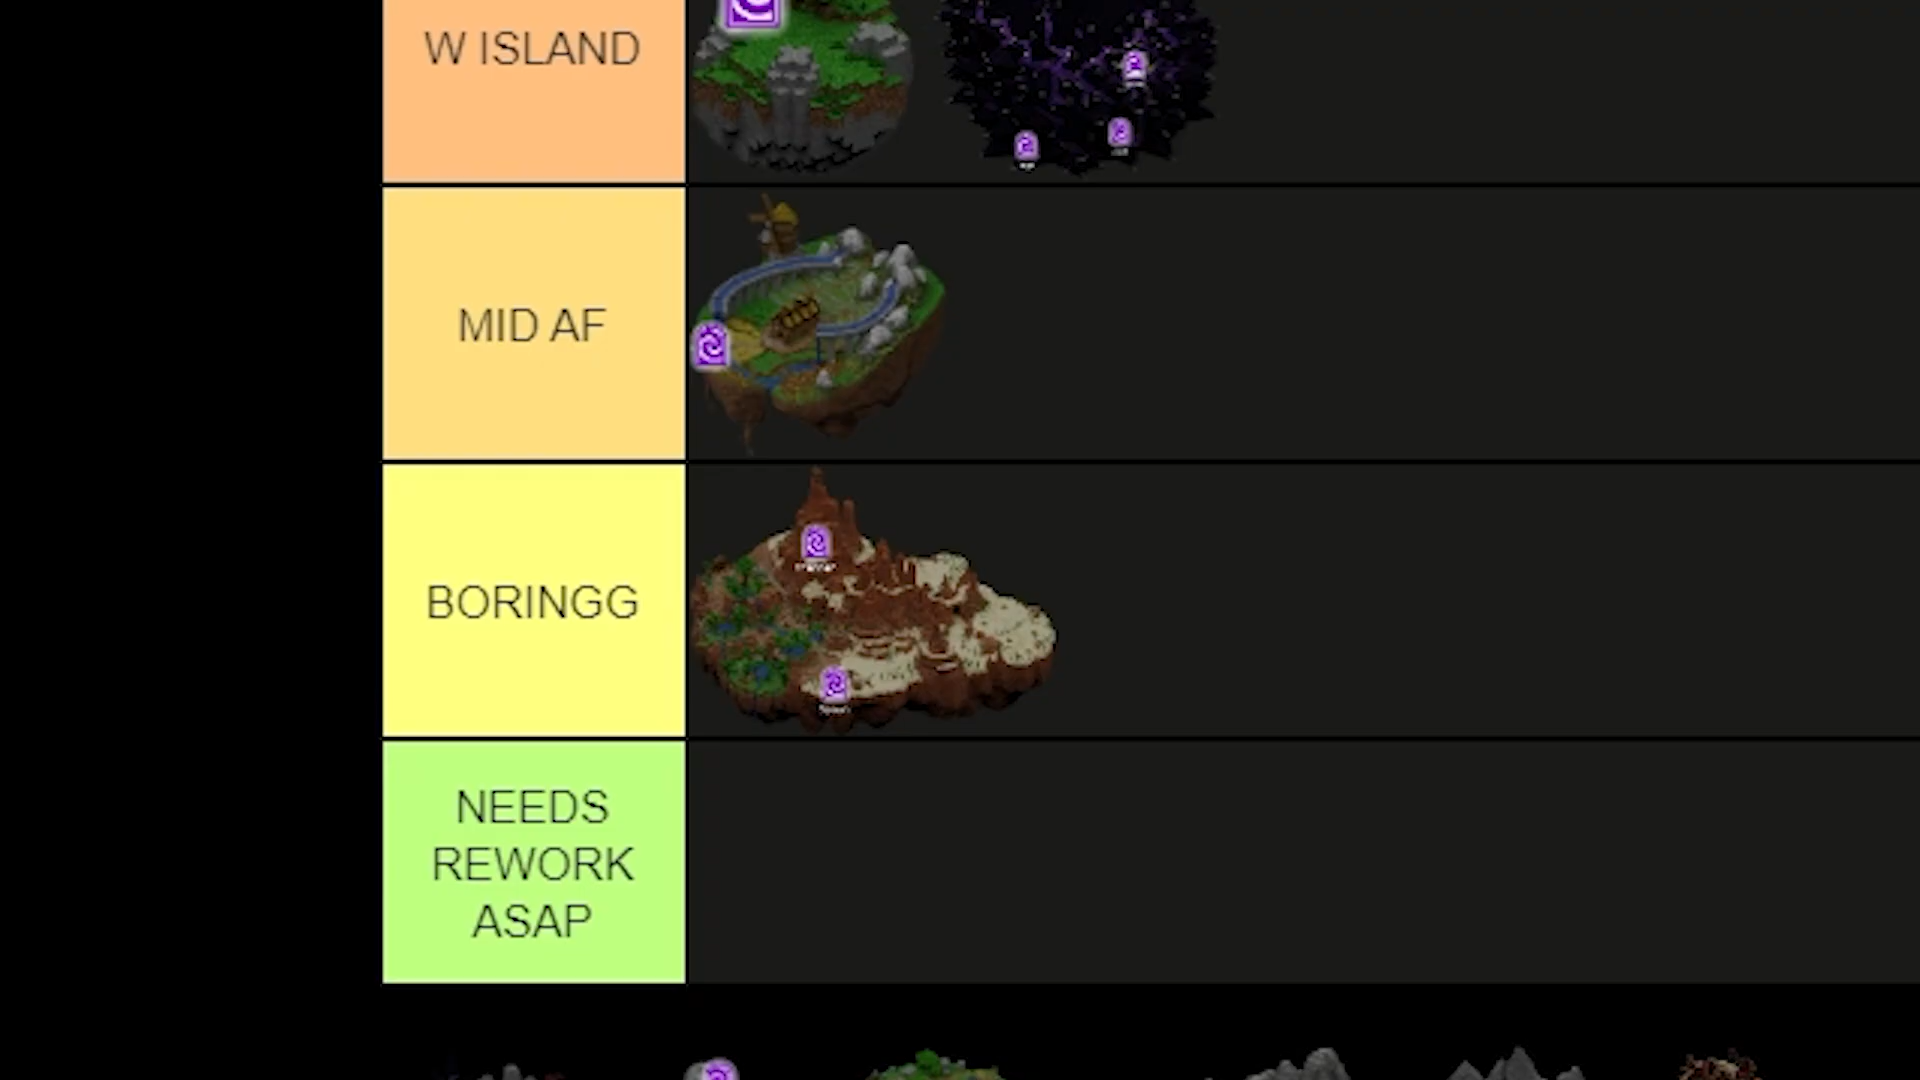 W ISLAND
MID AF
BORINGG
NEEDS
REWORK
ASAP